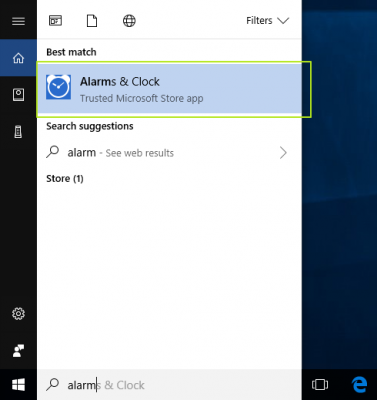 Filters
Best match
Alarms & Clock
Trusted Microsoft Store app
Search suggestions
alarm - See web results
Store (1)
alarms & Clock